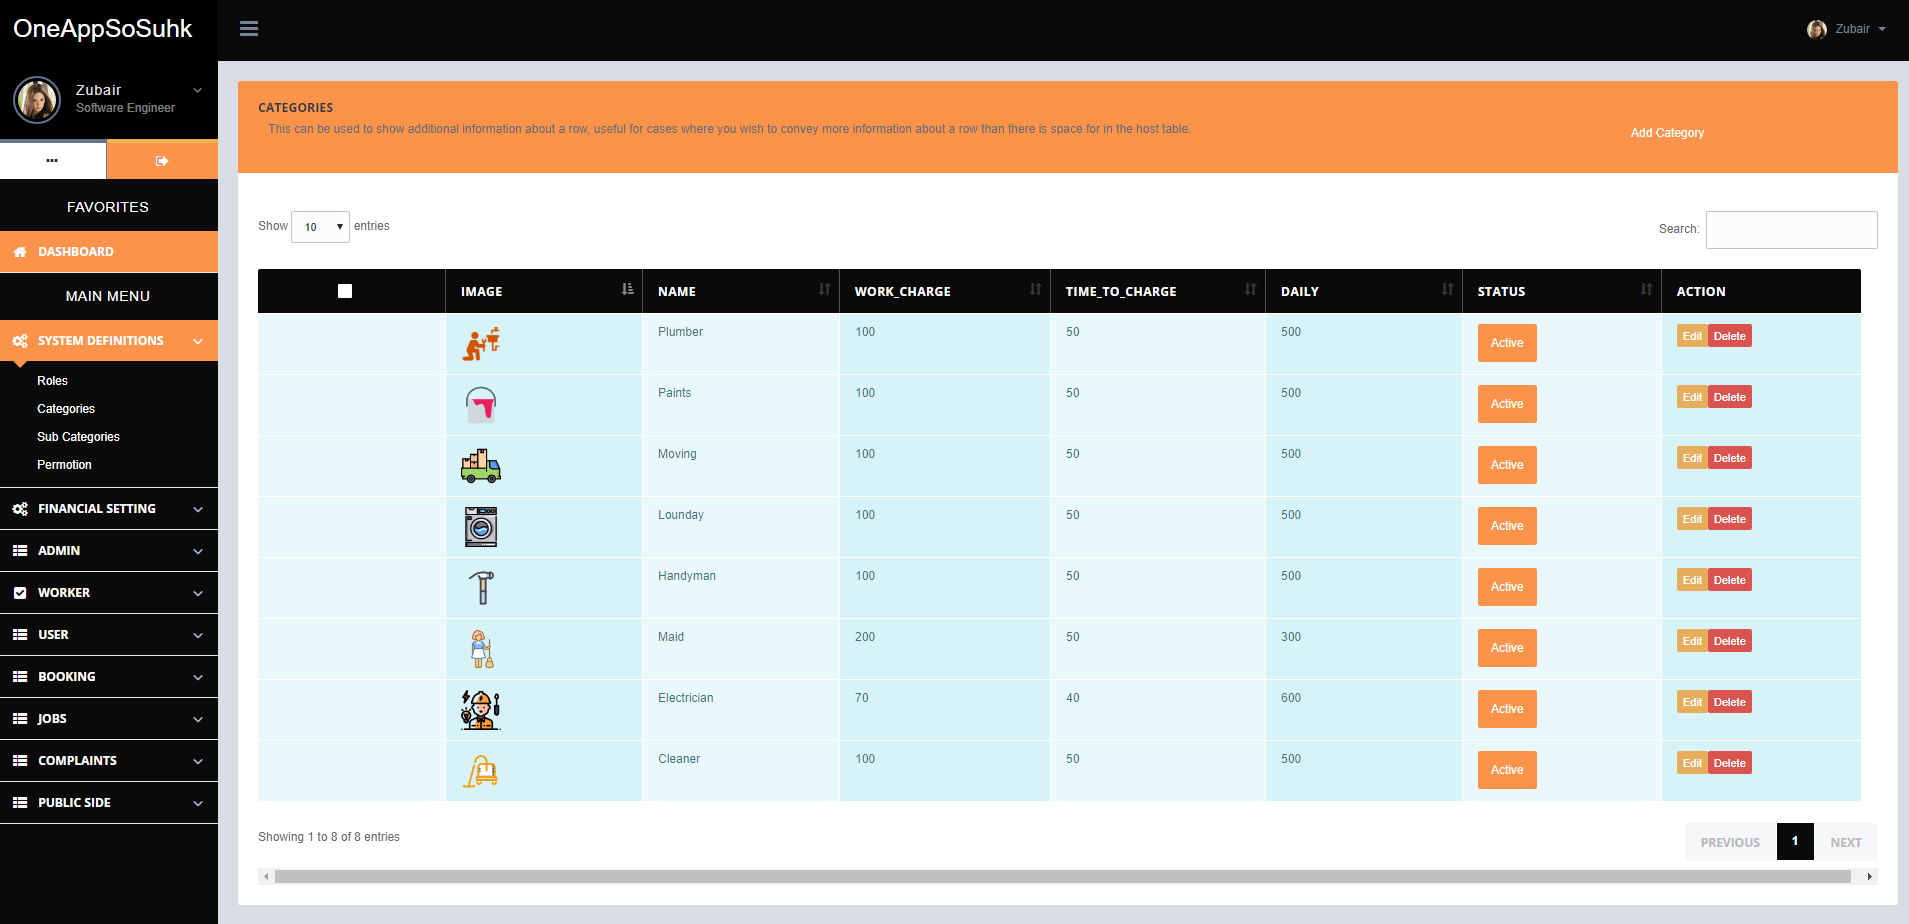 OneAppSoSuhk
Zubair
Zubair
Software Engineer
FAVORITES
DASHBOARD
MAIN MENU
SYSTEM DEFINITIONS
Roles
Categories
Sub Categories
Permotion
FINANCIAL SETTING
ADMIN
WORKER
USER
BOOKING
JOBS
COMPLAINTS
PUBLIC SIDE
CATEGORIES
This can be used to show additional information about a row, useful for cases where you wish to convey more information about a row than there is space for in the host table.
Add Category
Show 10 entries
Search:
IMAGE NAME WORK_CHARGE TIME_TO_CHARGE DAILY STATUS ACTION
Plumber 100 50 500 Active Edit Delete
Paints 100 50 500 Active Edit Delete
Moving 100 50 500 Active Edit Delete
Lounday 100 50 500 Active Edit Delete
Handyman 100 50 500 Active Edit Delete
Maid 200 50 300 Active Edit Delete
Electrician 70 40 600 Active Edit Delete
Cleaner 100 50 500 Active Edit Delete
Showing 1 to 8 of 8 entries
PREVIOUS 1 NEXT